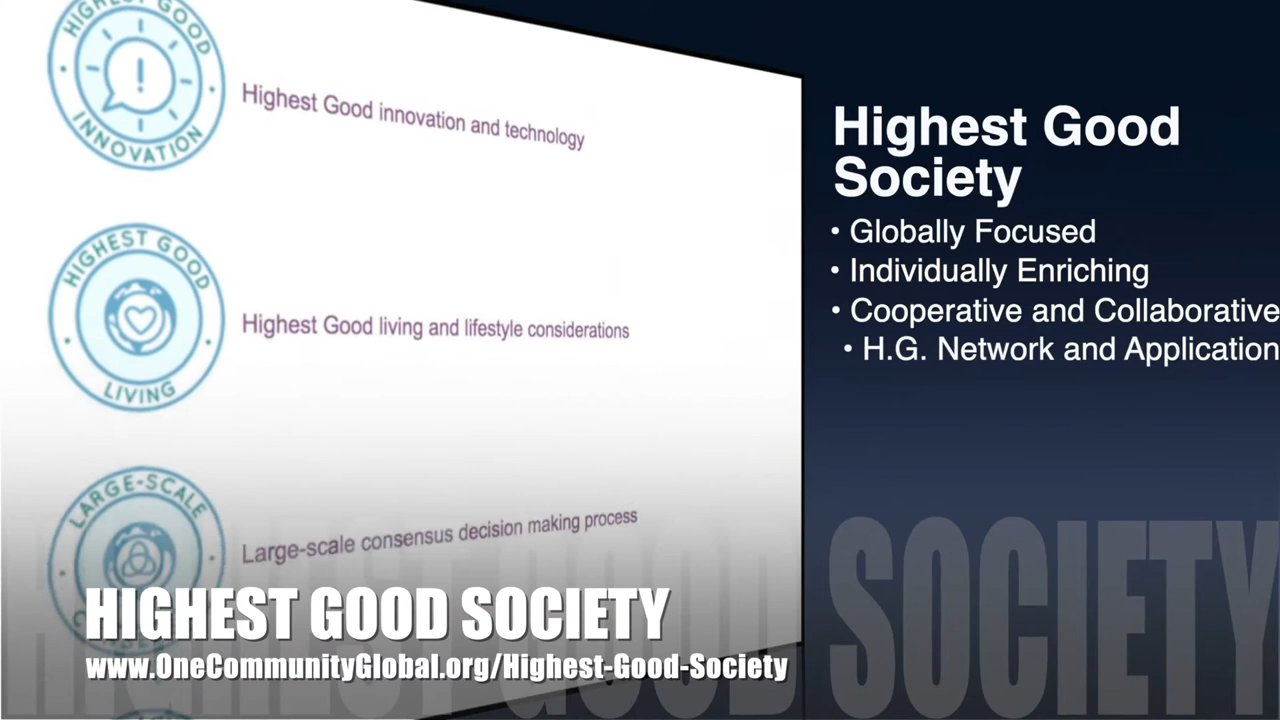 HIGHEST GOOD
INNOVATION
Highest Good innovation and technology
HIGHEST GOOD
LIVING
Highest Good living and lifestyle considerations
LARGE-SCALE
Large-scale consensus decision making process
Highest Good
Society
• Globally Focused
• Individually Enriching
• Cooperative and Collaborative
• H.G. Network and Application
HIGHEST GOOD SOCIETY
HIGHEST GOOD SOCIETY
www.OneCommunityGlobal.org/Highest-Good-Society